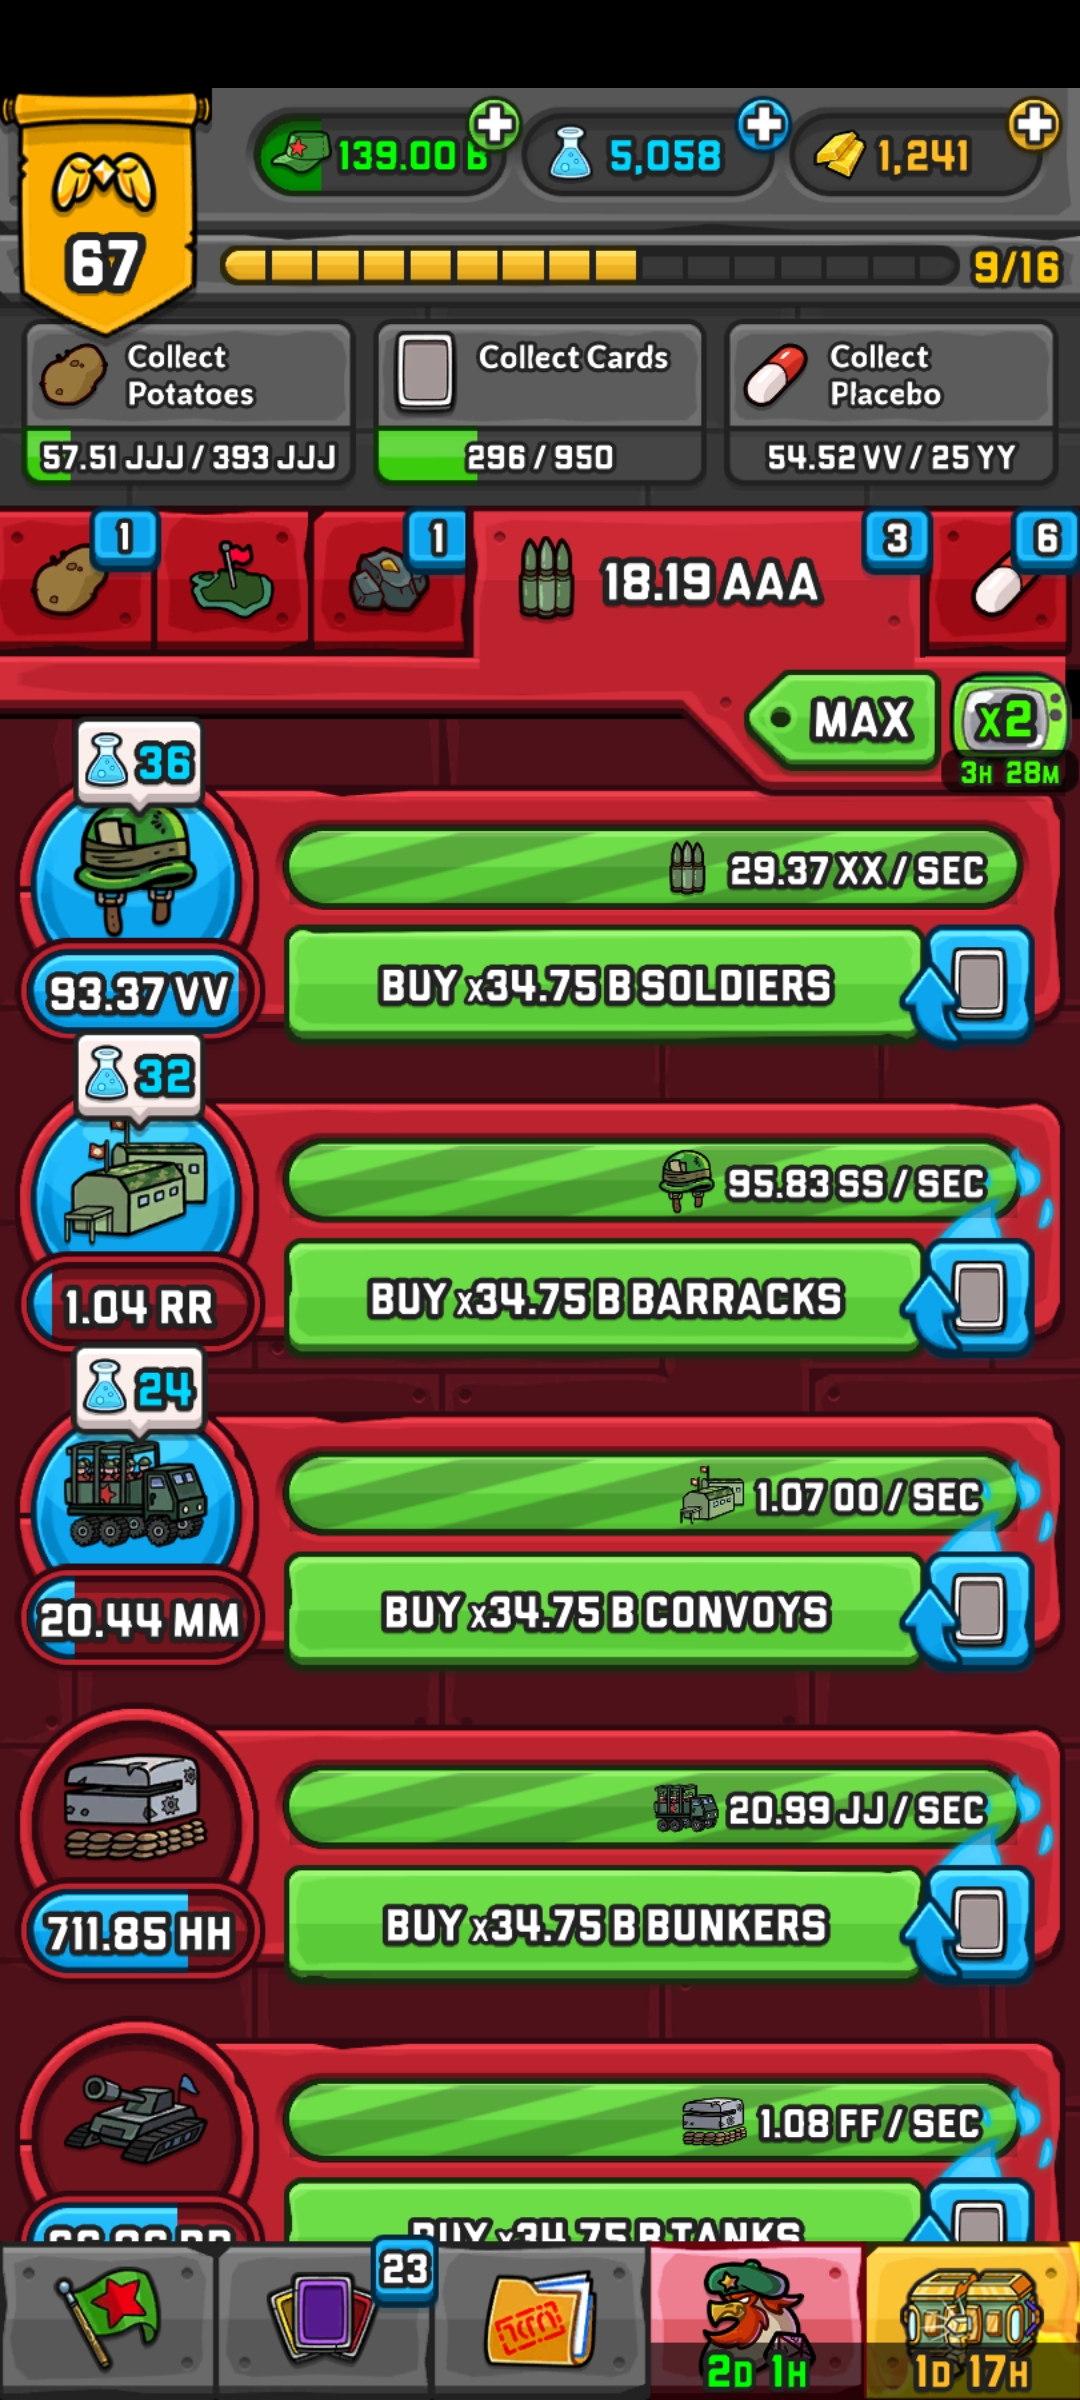 139.00 B
5,058
1,241
67
9/16
Collect
Potatoes
57.51 JJJ / 393 JJJ
Collect Cards
296 / 950
Collect
Placebo
54.52 VV / 25 YY
1
1
18.19 AAA
3
6
MAX
x2
3H 28M
36
29.37 XX / SEC
93.37 VV
BUY x34.75 B SOLDIERS
32
95.83 SS / SEC
1.04 RR
BUY x34.75 B BARRACKS
24
1.07 OO / SEC
20.44 MM
BUY x34.75 B CONVOYS
20.99 JJ / SEC
711.85 HH
BUY x34.75 B BUNKERS
1.08 FF / SEC
BUY x34.75 B TANKS
23
2D 1H
1D 17H